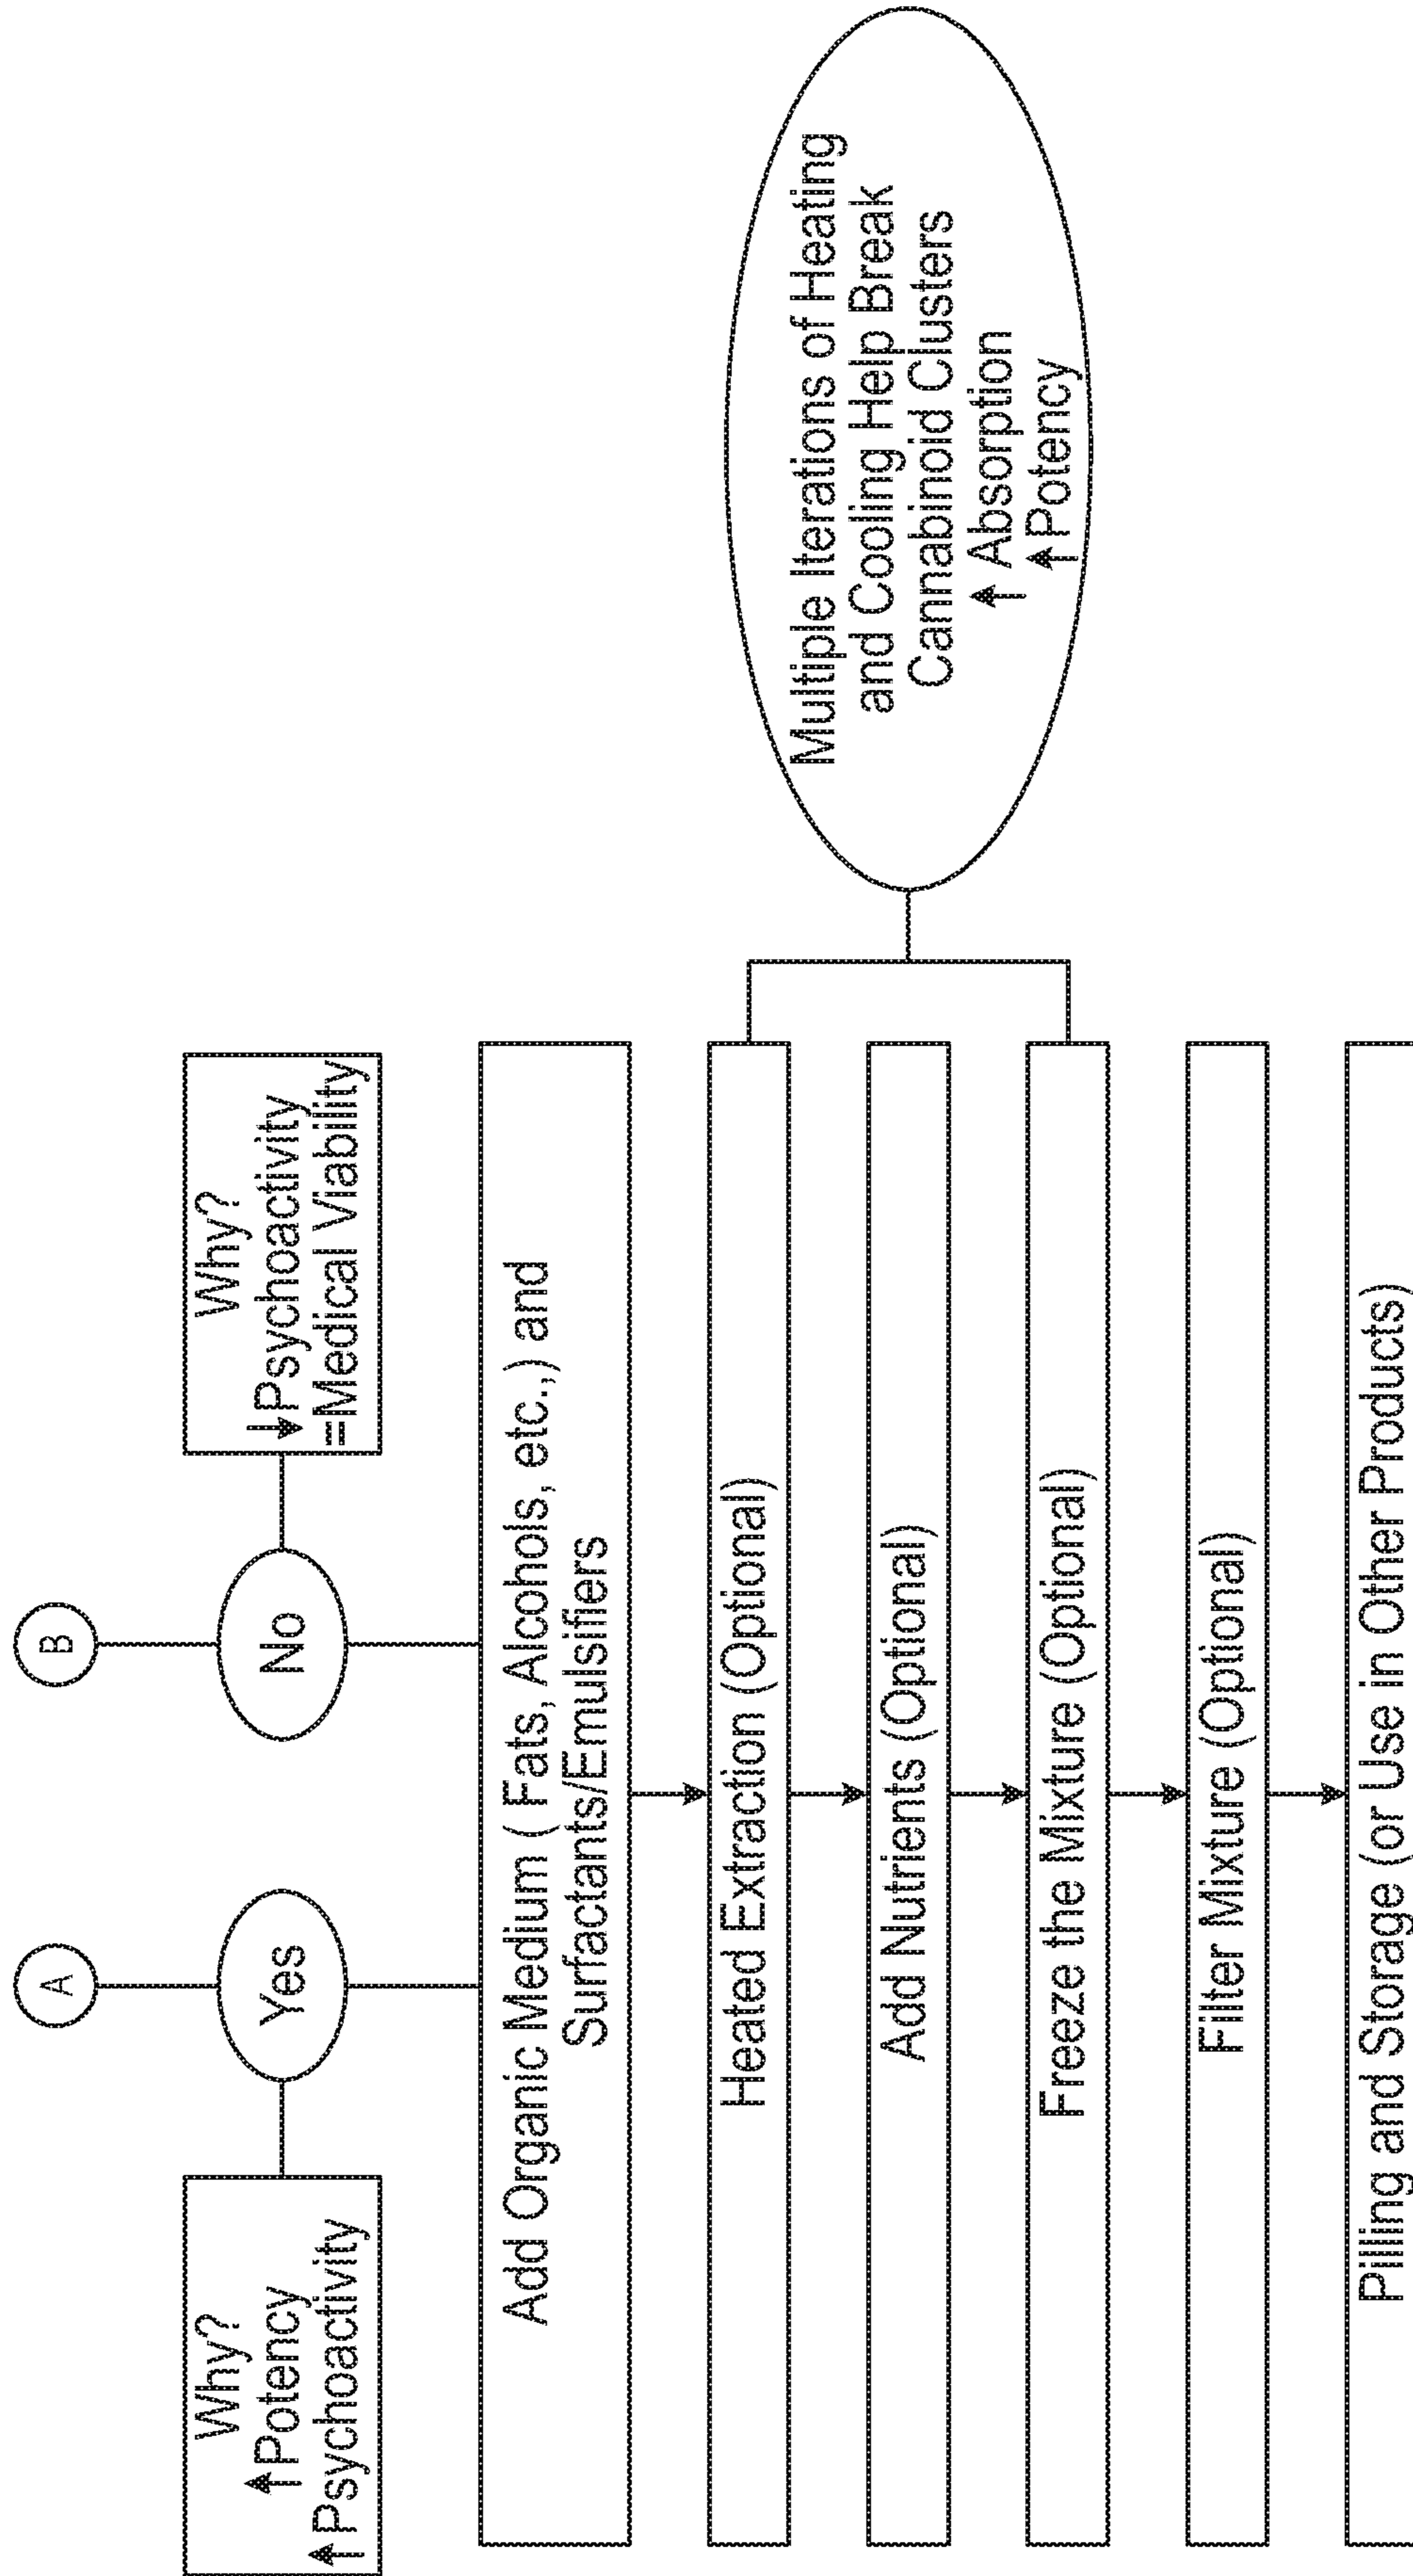 A
B
Why?
↑Potency
↑Psychoactivity
Yes
No
Why?
↓Psychoactivity
=Medical Viability
Add Organic Medium ( Fats, Alcohols, etc.,) and
Surfactants/Emulsifiers
Heated Extraction (Optional)
Add Nutrients (Optional)
Freeze the Mixture (Optional)
Filter Mixture (Optional)
Pilling and Storage (or Use in Other Products)
Multiple Iterations of Heating
and Cooling Help Break
Cannabinoid Clusters
↑ Absorption
↑Potency